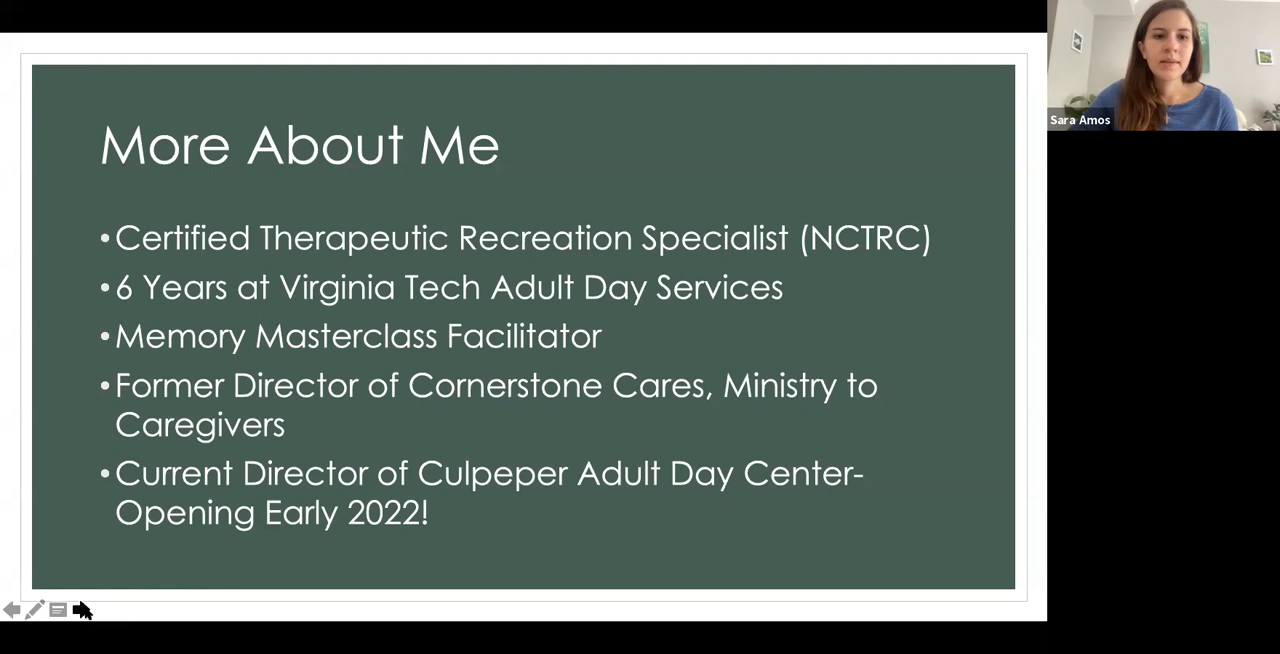 More About Me
•Certified Therapeutic Recreation Specialist (NCTRC)
•6 Years at Virginia Tech Adult Day Services
•Memory Masterclass Facilitator
•Former Director of Cornerstone Cares, Ministry to
Caregivers
•Current Director of Culpeper Adult Day Center-
Opening Early 2022!
Sara Amos